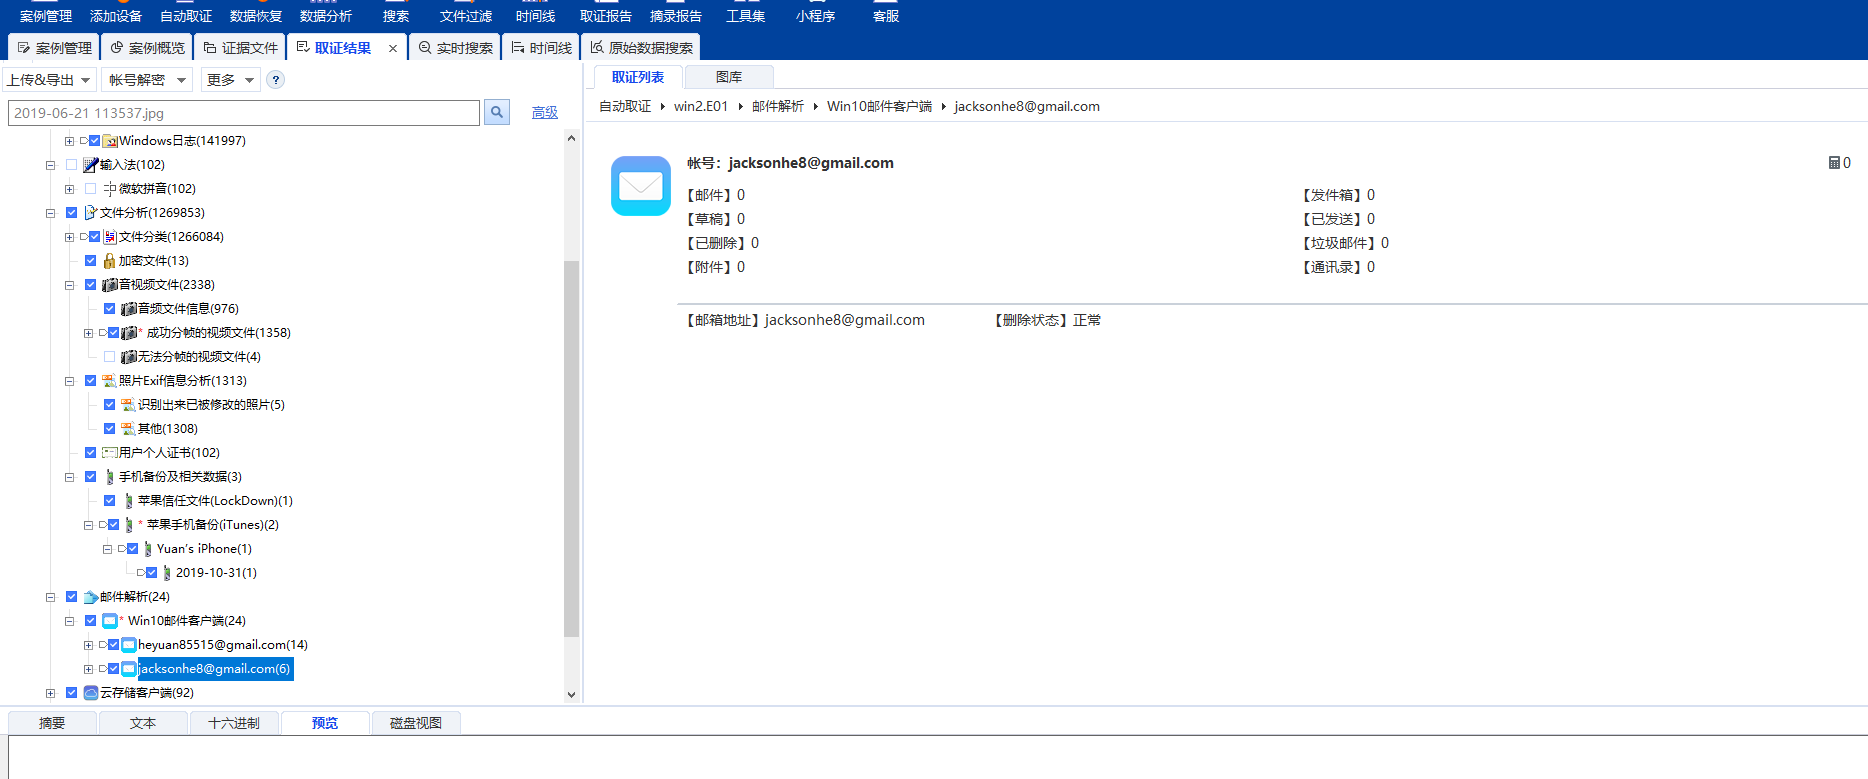 案例管理 添加设备 自动取证 数据恢复 数据分析 搜索 文件过滤 时间线 取证报告 摘录报告 工具集 小程序 客服
案例管理 案例概览 证据文件 取证结果 × 实时搜索 时间线 原始数据搜索
上传&导出 帐号解密 更多 ?
2019-06-21 113537.jpg 高级
Windows日志(141997)
输入法(102)
微软拼音(102)
文件分析(1269853)
文件分类(1266084)
加密文件(13)
音视频文件(2338)
音频文件信息(976)
* 成功分帧的视频文件(1358)
无法分帧的视频文件(4)
照片Exif信息分析(1313)
识别出来已被修改的照片(5)
其他(1308)
用户个人证书(102)
手机备份及相关数据(3)
苹果信任文件(LockDown)(1)
* 苹果手机备份(iTunes)(2)
Yuan's iPhone(1)
2019-10-31(1)
邮件解析(24)
* Win10邮件客户端(24)
heyuan85515@gmail.com(14)
jacksonhe8@gmail.com(6)
云存储客户端(92)
取证列表 图库
自动取证 win2.E01 邮件解析 Win10邮件客户端 jacksonhe8@gmail.com
帐号：jacksonhe8@gmail.com 0
【邮件】0 【发件箱】0
【草稿】0 【已发送】0
【已删除】0 【垃圾邮件】0
【附件】0 【通讯录】0
【邮箱地址】jacksonhe8@gmail.com 【删除状态】正常
摘要 文本 十六进制 预览 磁盘视图